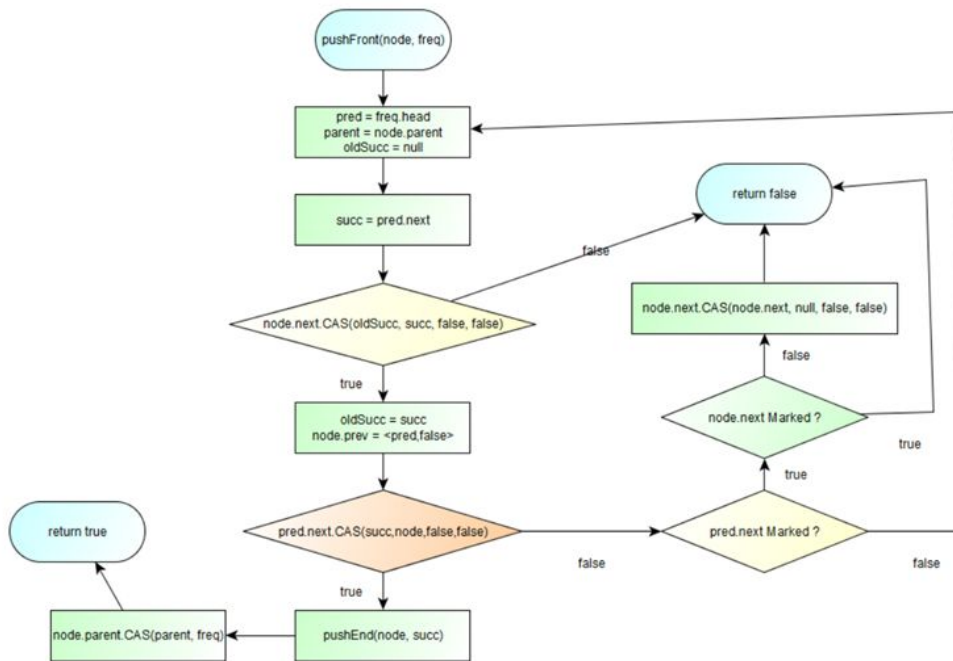 pushFront(node, freq)
pred = freq.head
parent = node.parent
oldSucc = null
succ = pred.next
return false
false
node.next.CAS(oldSucc, succ, false, false)
node.next.CAS(node.next, null, false, false)
false
true
oldSucc = succ
node.prev = <pred,false>
node.next Marked ?
true
true
return true
pred.next.CAS(succ,node,false,false)
pred.next Marked ?
false
false
true
node.parent.CAS(parent, freq)
pushEnd(node, succ)